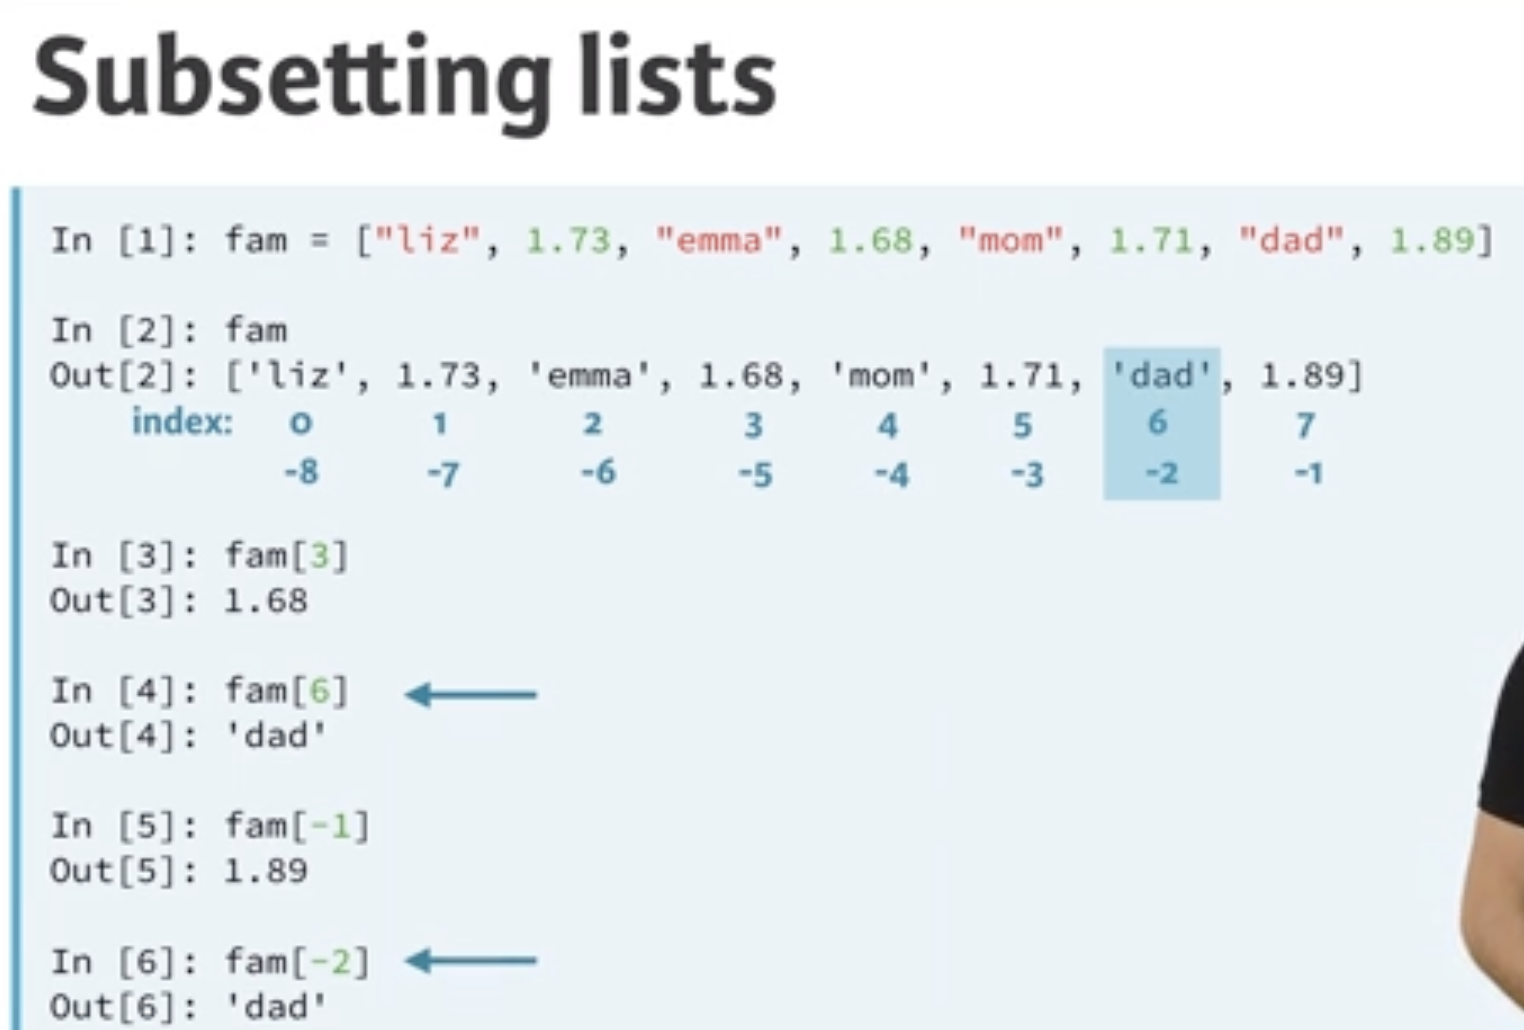 Subsetting lists
In [1]: fam = ["liz", 1.73, "emma", 1.68, "mom", 1.71, "dad", 1.89]
In [2]: fam
Out[2]: ['liz', 1.73, 'emma', 1.68, 'mom', 1.71, 'dad', 1.89]
index: 0 1 2 3 4 5 6 7
-8 -7 -6 -5 -4 -3 -2 -1
In [3]: fam[3]
Out[3]: 1.68
In [4]: fam[6]
Out[4]: 'dad'
In [5]: fam[-1]
Out[5]: 1.89
In [6]: fam[-2]
Out[6]: 'dad'